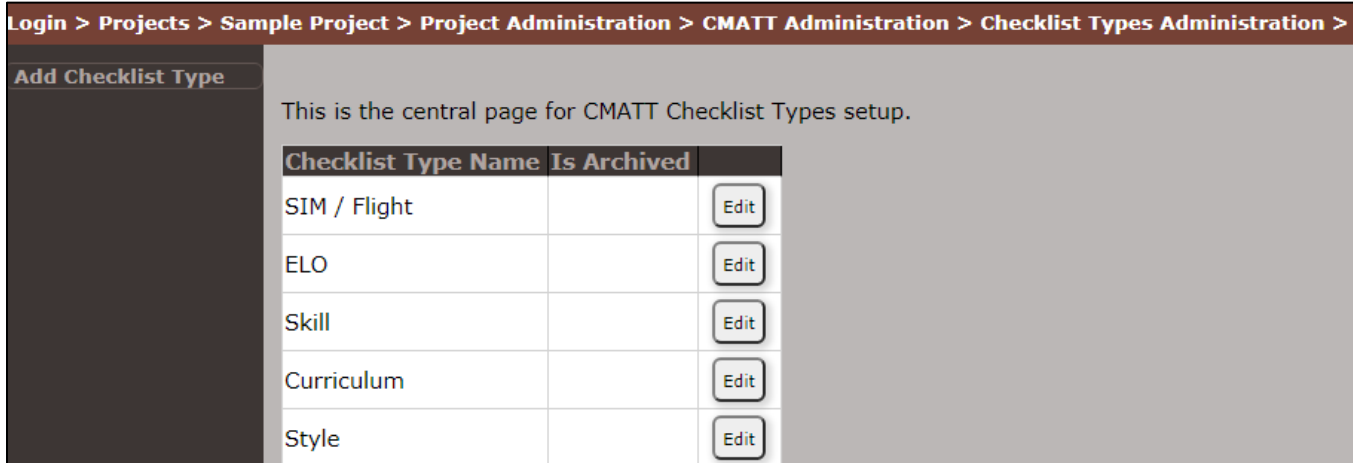 Login > Projects > Sample Project > Project Administration > CMATT Administration > Checklist Types Administration >
Add Checklist Type
This is the central page for CMATT Checklist Types setup.
Checklist Type Name Is Archived
SIM / Flight Edit
ELO Edit
Skill Edit
Curriculum Edit
Style Edit